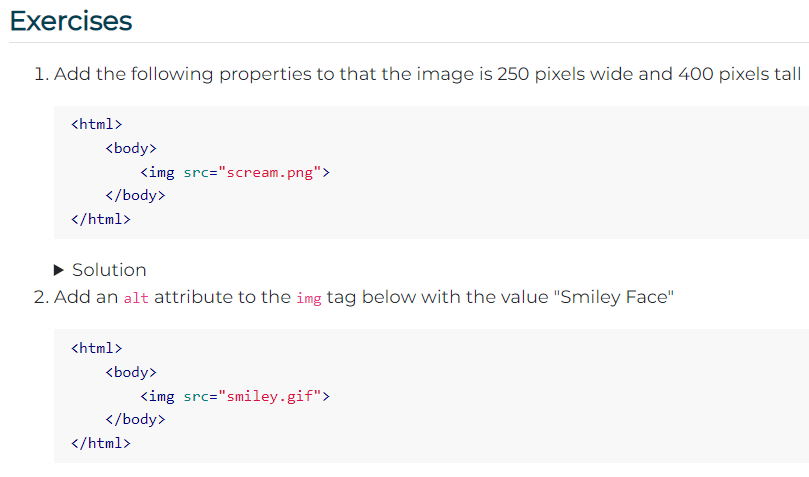 Exercises
1. Add the following properties to that the image is 250 pixels wide and 400 pixels tall
<html>
    <body>
        <img src="scream.png">
    </body>
</html>
▶ Solution
2. Add an alt attribute to the img tag below with the value "Smiley Face"
<html>
    <body>
        <img src="smiley.gif">
    </body>
</html>